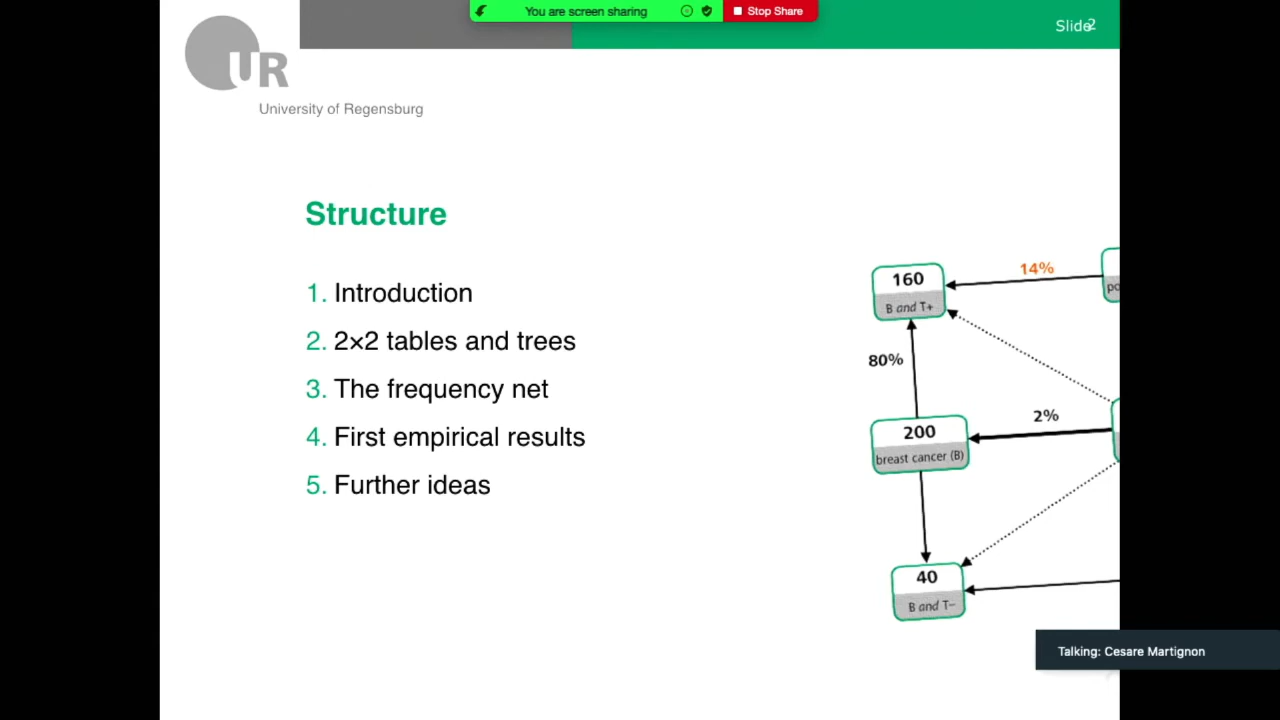 You are screen sharing
Stop Share
Slide 2
UR
University of Regensburg
Structure
1. Introduction
2. 2×2 tables and trees
3. The frequency net
4. First empirical results
5. Further ideas
160
B and T+
14%
po
80%
200
breast cancer (B)
2%
40
B and T−
Talking: Cesare Martignon